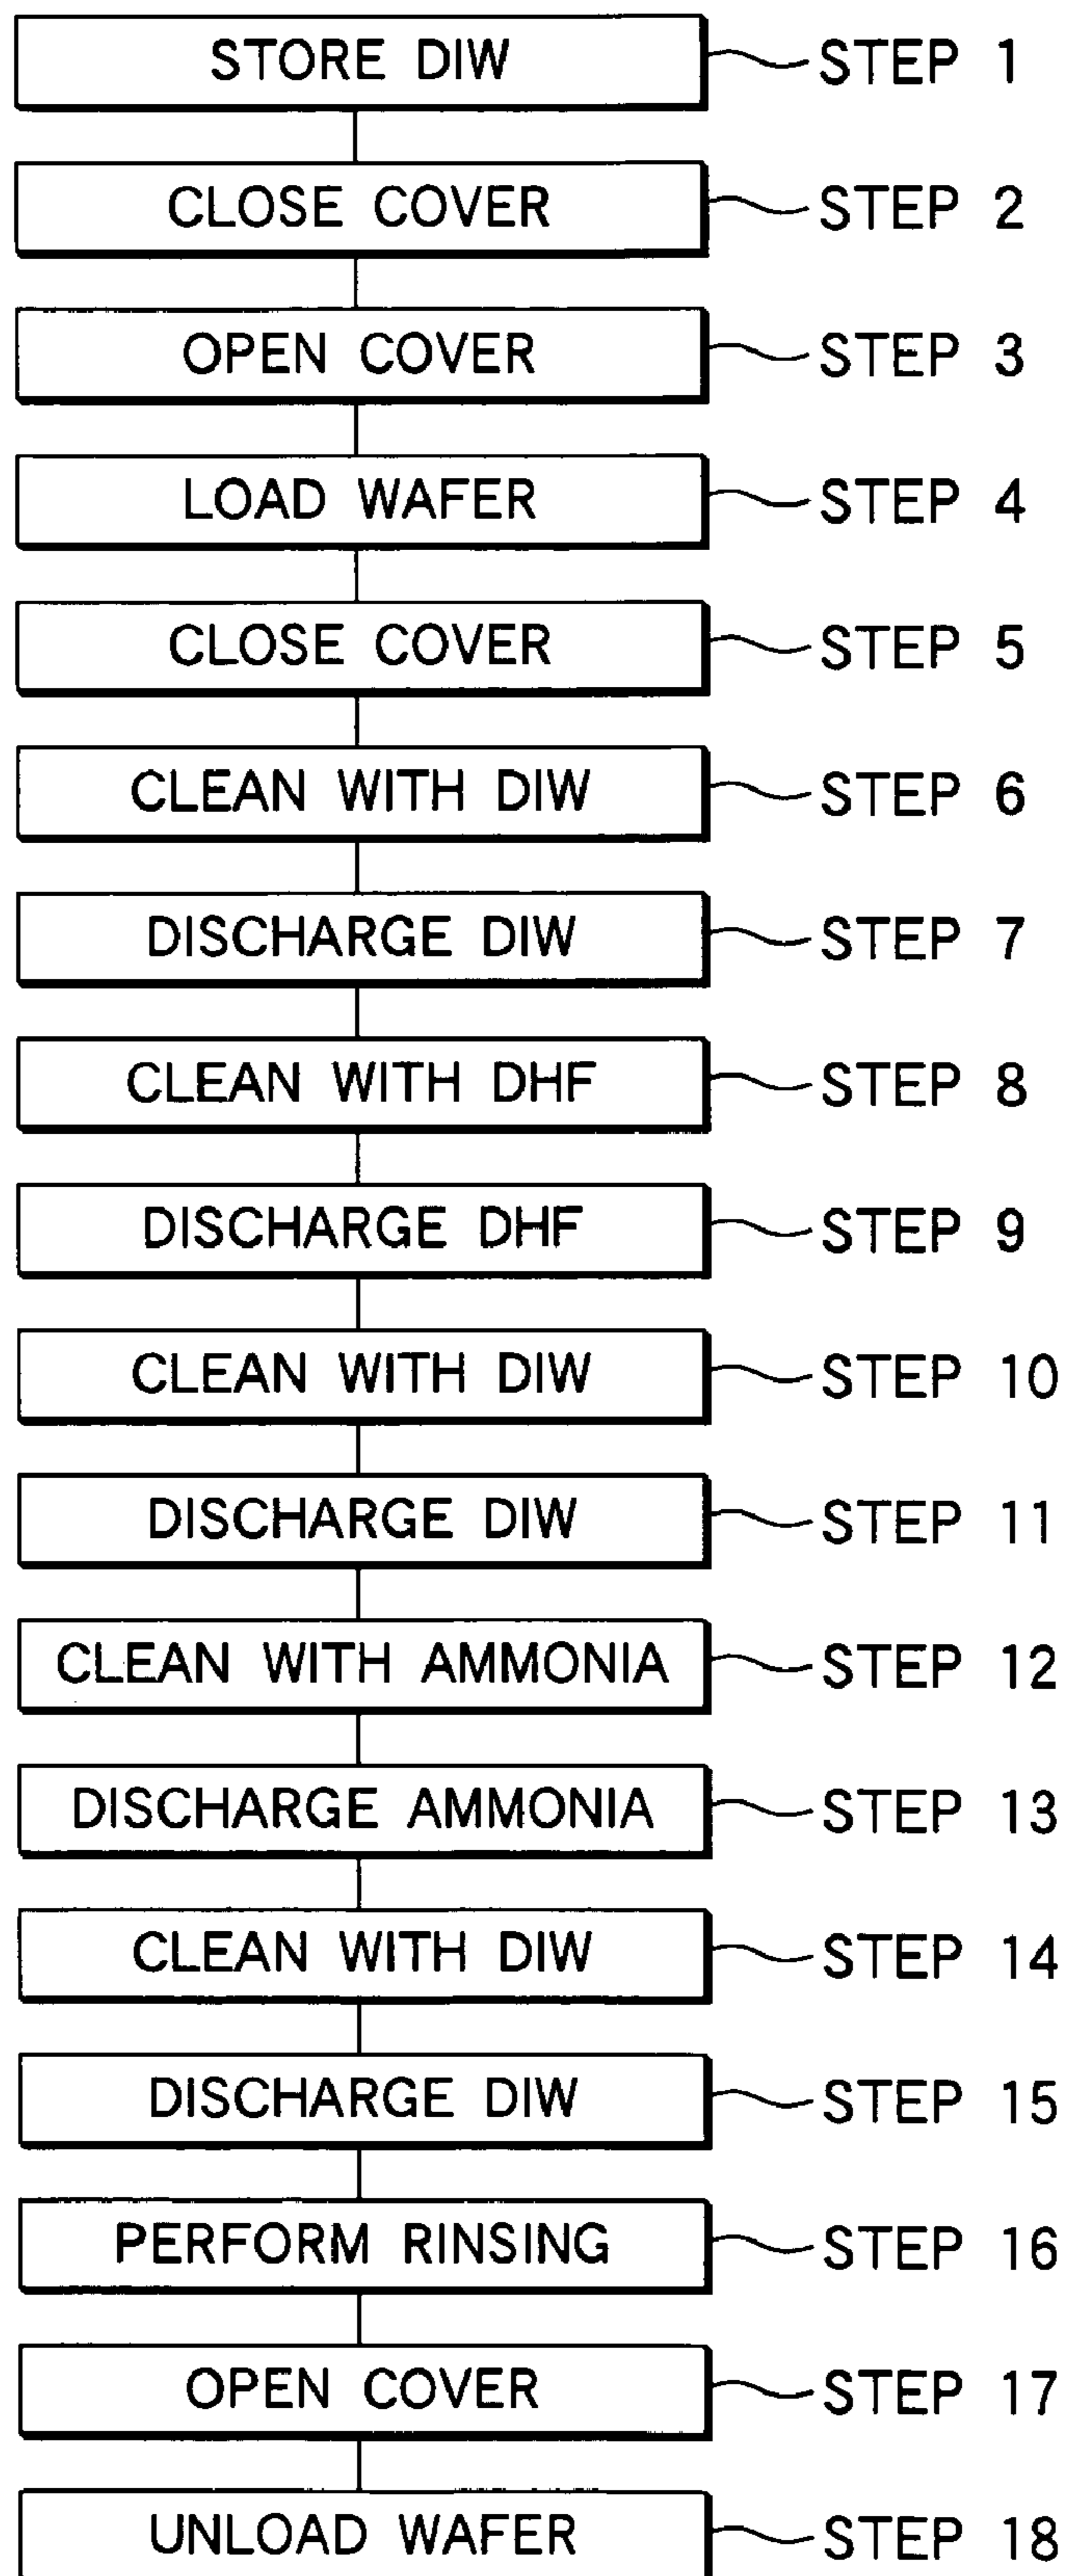 STORE DIW STEP 1
CLOSE COVER STEP 2
OPEN COVER STEP 3
LOAD WAFER STEP 4
CLOSE COVER STEP 5
CLEAN WITH DIW STEP 6
DISCHARGE DIW STEP 7
CLEAN WITH DHF STEP 8
DISCHARGE DHF STEP 9
CLEAN WITH DIW STEP 10
DISCHARGE DIW STEP 11
CLEAN WITH AMMONIA STEP 12
DISCHARGE AMMONIA STEP 13
CLEAN WITH DIW STEP 14
DISCHARGE DIW STEP 15
PERFORM RINSING STEP 16
OPEN COVER STEP 17
UNLOAD WAFER STEP 18